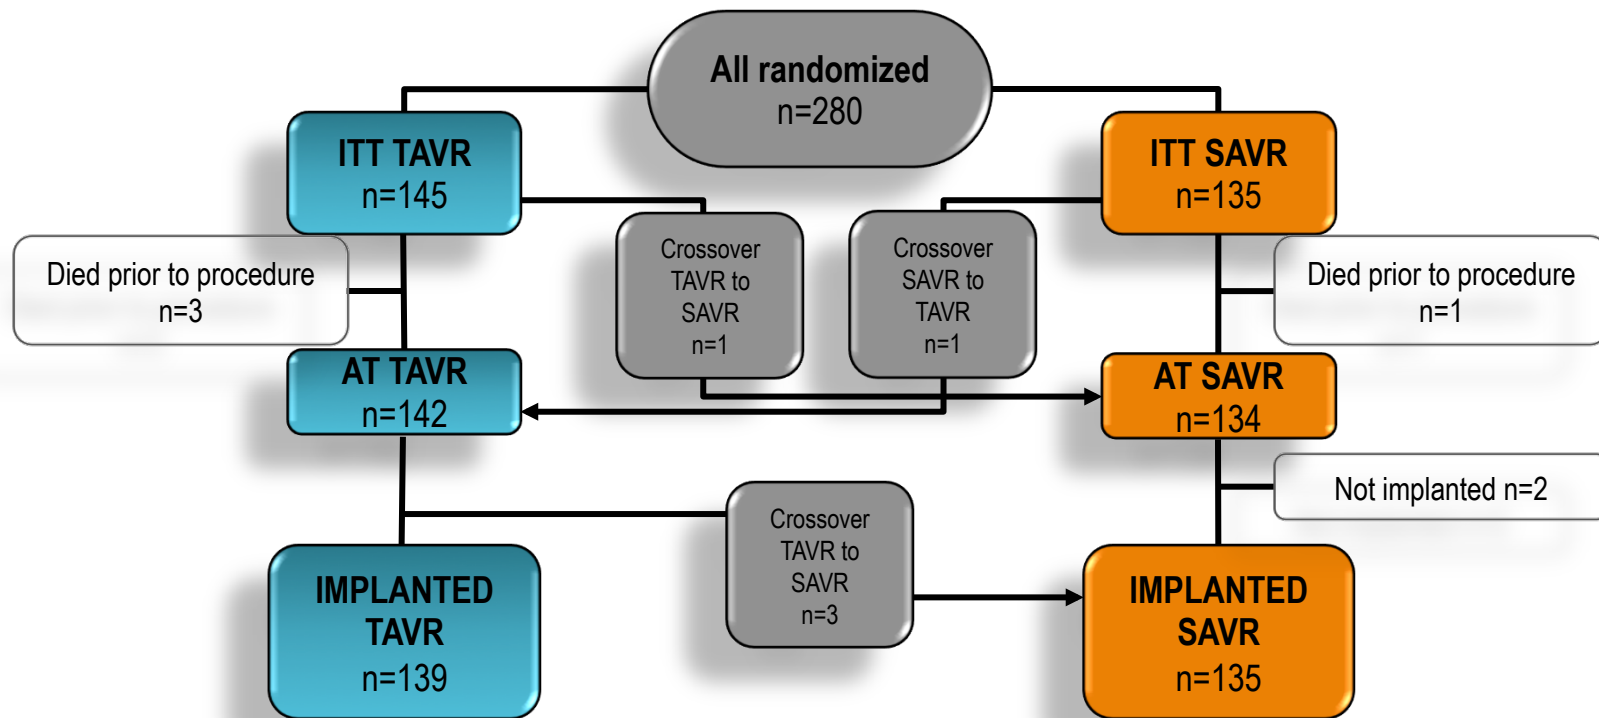 All randomized
n=280
ITT TAVR
n=145
ITT SAVR
n=135
Crossover
TAVR to
SAVR
n=1
Crossover
SAVR to
TAVR
n=1
Died prior to procedure
n=3
Died prior to procedure
n=1
AT TAVR
n=142
AT SAVR
n=134
Not implanted n=2
Crossover
TAVR to
SAVR
n=3
IMPLANTED
TAVR
n=139
IMPLANTED
SAVR
n=135